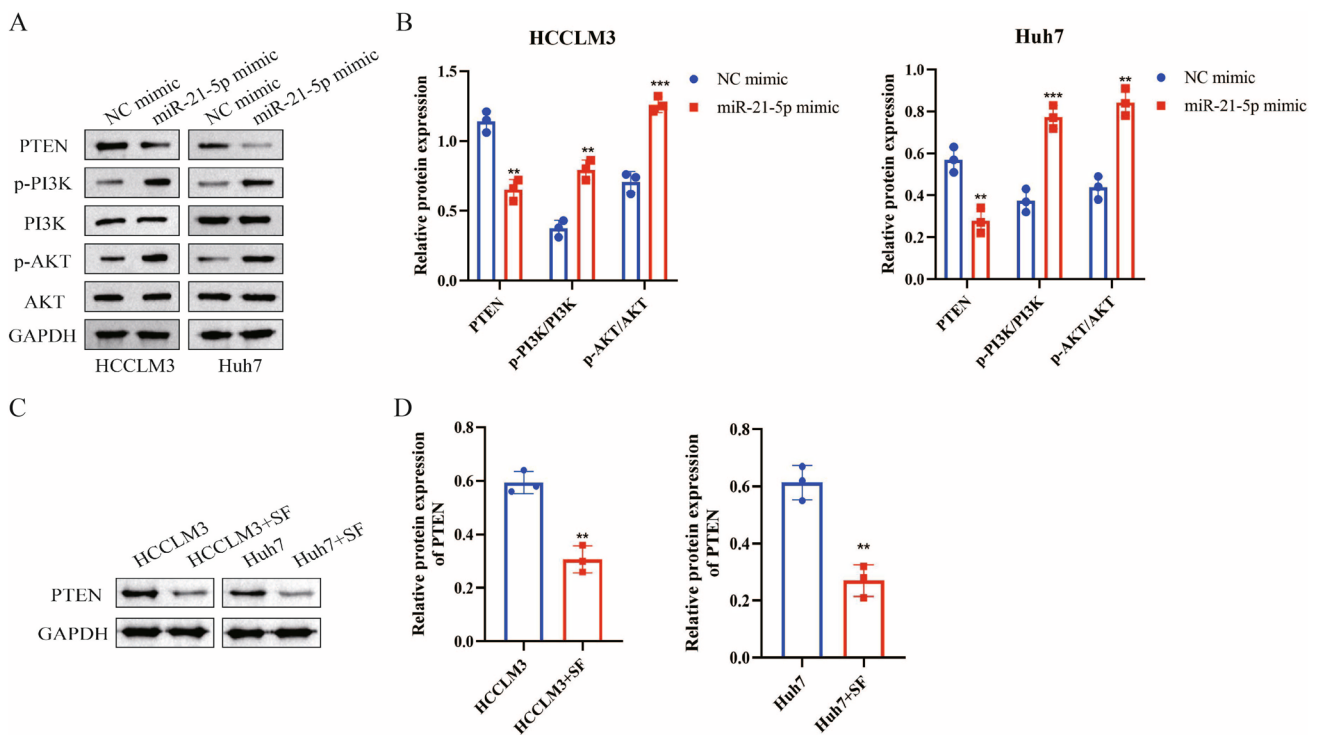 A
NC mimic
miR-21-5p mimic
NC mimic
miR-21-5p mimic
PTEN
p-PI3K
PI3K
p-AKT
AKT
GAPDH
HCCLM3
Huh7
B
HCCLM3
Relative protein expression
1.5
1.0
0.5
0.0
**
**
***
PTEN
p-PI3K/PI3K
p-AKT/AKT
NC mimic
miR-21-5p mimic
Huh7
Relative protein expression
1.0
0.8
0.6
0.4
0.2
0.0
**
***
**
PTEN
p-PI3K/PI3K
p-AKT/AKT
NC mimic
miR-21-5p mimic
C
HCCLM3
HCCLM3+SF
Huh7
Huh7+SF
PTEN
GAPDH
D
Relative protein expression
of PTEN
0.8
0.6
0.4
0.2
0.0
**
HCCLM3
HCCLM3+SF
Relative protein expression
of PTEN
0.8
0.6
0.4
0.2
0.0
**
Huh7
Huh7+SF